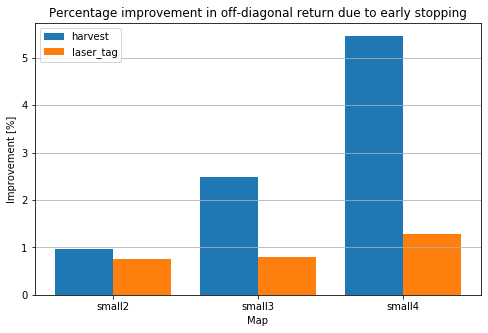 Percentage improvement in off-diagonal return due to early stopping
harvest
laser_tag
Improvement [%]
5
4
3
2
1
0
small2 small3 small4
Map